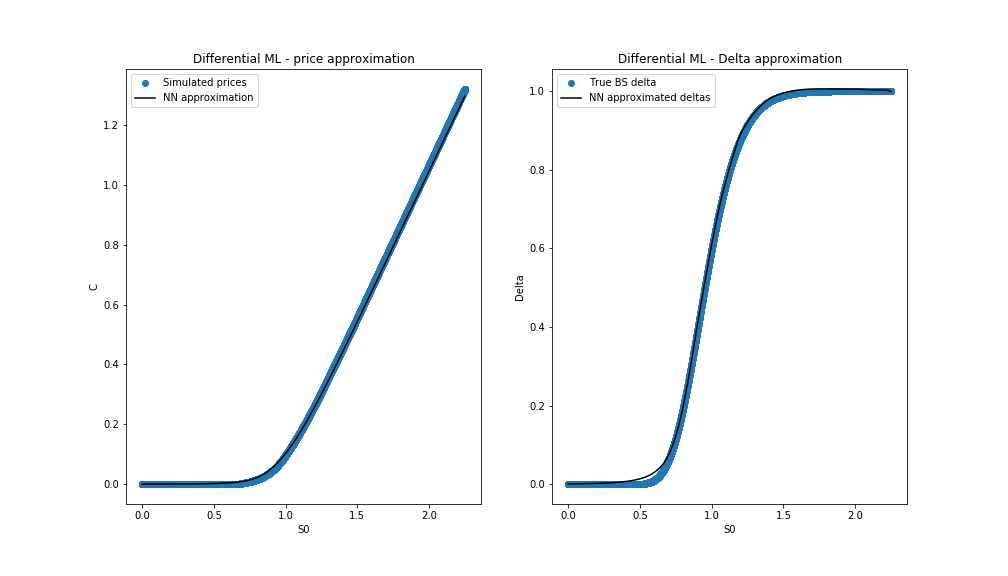 Differential ML - price approximation
Simulated prices
NN approximation
1.2
1.0
0.8
0.6
0.4
0.2
0.0
C
0.0 0.5 1.0 1.5 2.0
S0
Differential ML - Delta approximation
True BS delta
NN approximated deltas
1.0
0.8
0.6
0.4
0.2
0.0
Delta
0.0 0.5 1.0 1.5 2.0
S0